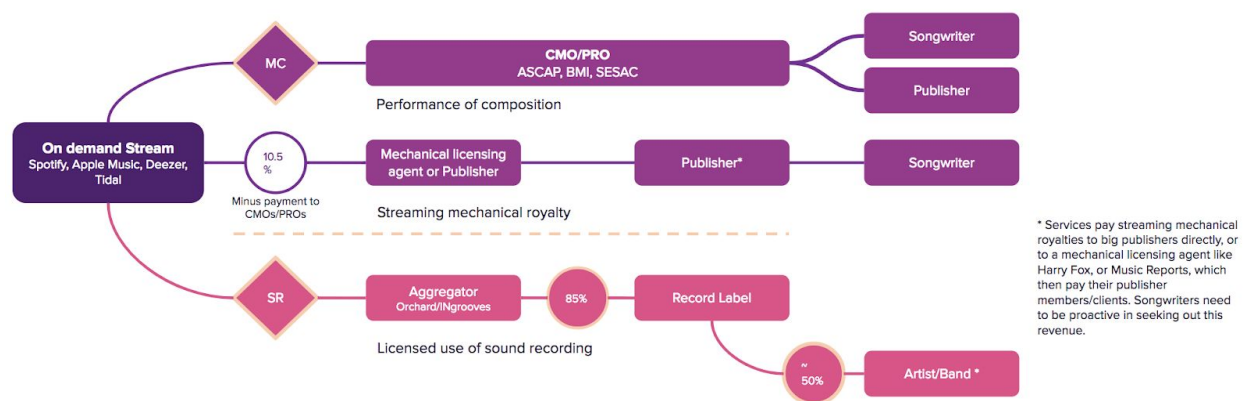 MC
CMO/PRO
ASCAP, BMI, SESAC
Songwriter
Publisher
Performance of composition
On demand Stream
Spotify, Apple Music, Deezer,
Tidal
10.5
%
Minus payment to
CMOs/PROs
Mechanical licensing
agent or Publisher
Publisher*
Songwriter
Streaming mechanical royalty
SR
Aggregator
Orchard/INgrooves
85%
Record Label
Licensed use of sound recording
~
50%
Artist/Band *
* Services pay streaming mechanical
royalties to big publishers directly, or
to a mechanical licensing agent like
Harry Fox, or Music Reports, which
then pay their publisher
members/clients. Songwriters need
to be proactive in seeking out this
revenue.